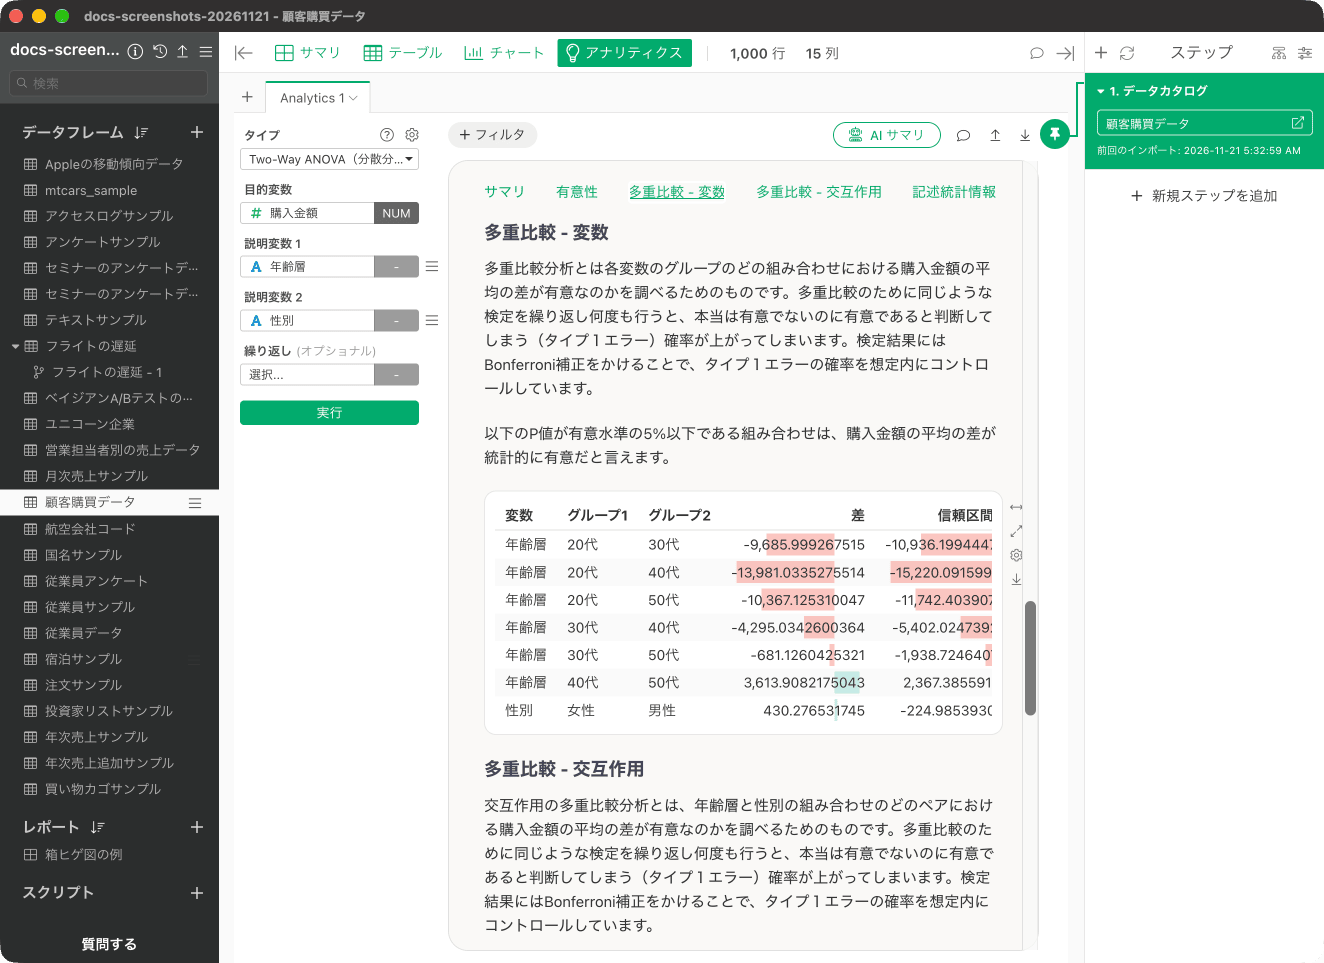 docs-screenshots-20261121 - 顧客購買データ
docs-screen...
検索
データフレーム
Appleの移動傾向データ
mtcars_sample
アクセスログサンプル
アンケートサンプル
セミナーのアンケートデ...
セミナーのアンケートデ...
テキストサンプル
フライトの遅延
フライトの遅延 - 1
ベイジアンA/Bテストの...
ユニコーン企業
営業担当者別の売上データ
月次売上サンプル
顧客購買データ
航空会社コード
国名サンプル
従業員アンケート
従業員サンプル
従業員データ
宿泊サンプル
注文サンプル
投資家リストサンプル
年次売上サンプル
年次売上追加サンプル
買い物カゴサンプル
レポート
箱ヒゲ図の例
スクリプト
質問する
サマリ テーブル チャート アナリティクス 1,000 行 15 列
Analytics 1
タイプ
Two-Way ANOVA（分散分...
目的変数
# 購入金額 NUM
説明変数 1
A 年齢層 -
説明変数 2
A 性別 -
繰り返し (オプショナル)
選択... -
実行
+ フィルタ
AI サマリ
サマリ 有意性 多重比較 - 変数 多重比較 - 交互作用 記述統計情報
多重比較 - 変数
多重比較分析とは各変数のグループのどの組み合わせにおける購入金額の平
均の差が有意なのかを調べるためのものです。多重比較のために同じような
検定を繰り返し何度も行うと、本当は有意でないのに有意であると判断して
しまう（タイプ１エラー）確率が上がってしまいます。検定結果には
Bonferroni補正をかけることで、タイプ１エラーの確率を想定内にコントロ
ールしています。
以下のP値が有意水準の5%以下である組み合わせは、購入金額の平均の差が
統計的に有意だと言えます。
変数 グループ1 グループ2 差 信頼区間
年齢層 20代 30代 -9,685.999267515 -10,936.1994447
年齢層 20代 40代 -13,981.0335275514 -15,220.091599
年齢層 20代 50代 -10,367.125310047 -11,742.403907
年齢層 30代 40代 -4,295.0342600364 -5,402.024739
年齢層 30代 50代 -681.1260425321 -1,938.724640
年齢層 40代 50代 3,613.9082175043 2,367.385591
性別 女性 男性 430.276531745 -224.9853930
多重比較 - 交互作用
交互作用の多重比較分析とは、年齢層と性別の組み合わせのどのペアにおけ
る購入金額の平均の差が有意なのかを調べるためのものです。多重比較のた
めに同じような検定を繰り返し何度も行うと、本当は有意でないのに有意で
あると判断してしまう（タイプ１エラー）確率が上がってしまいます。検定
結果にはBonferroni補正をかけることで、タイプ１エラーの確率を想定内に
コントロールしています。
ステップ
1. データカタログ
顧客購買データ
前回のインポート: 2026-11-21 5:32:59 AM
+ 新規ステップを追加